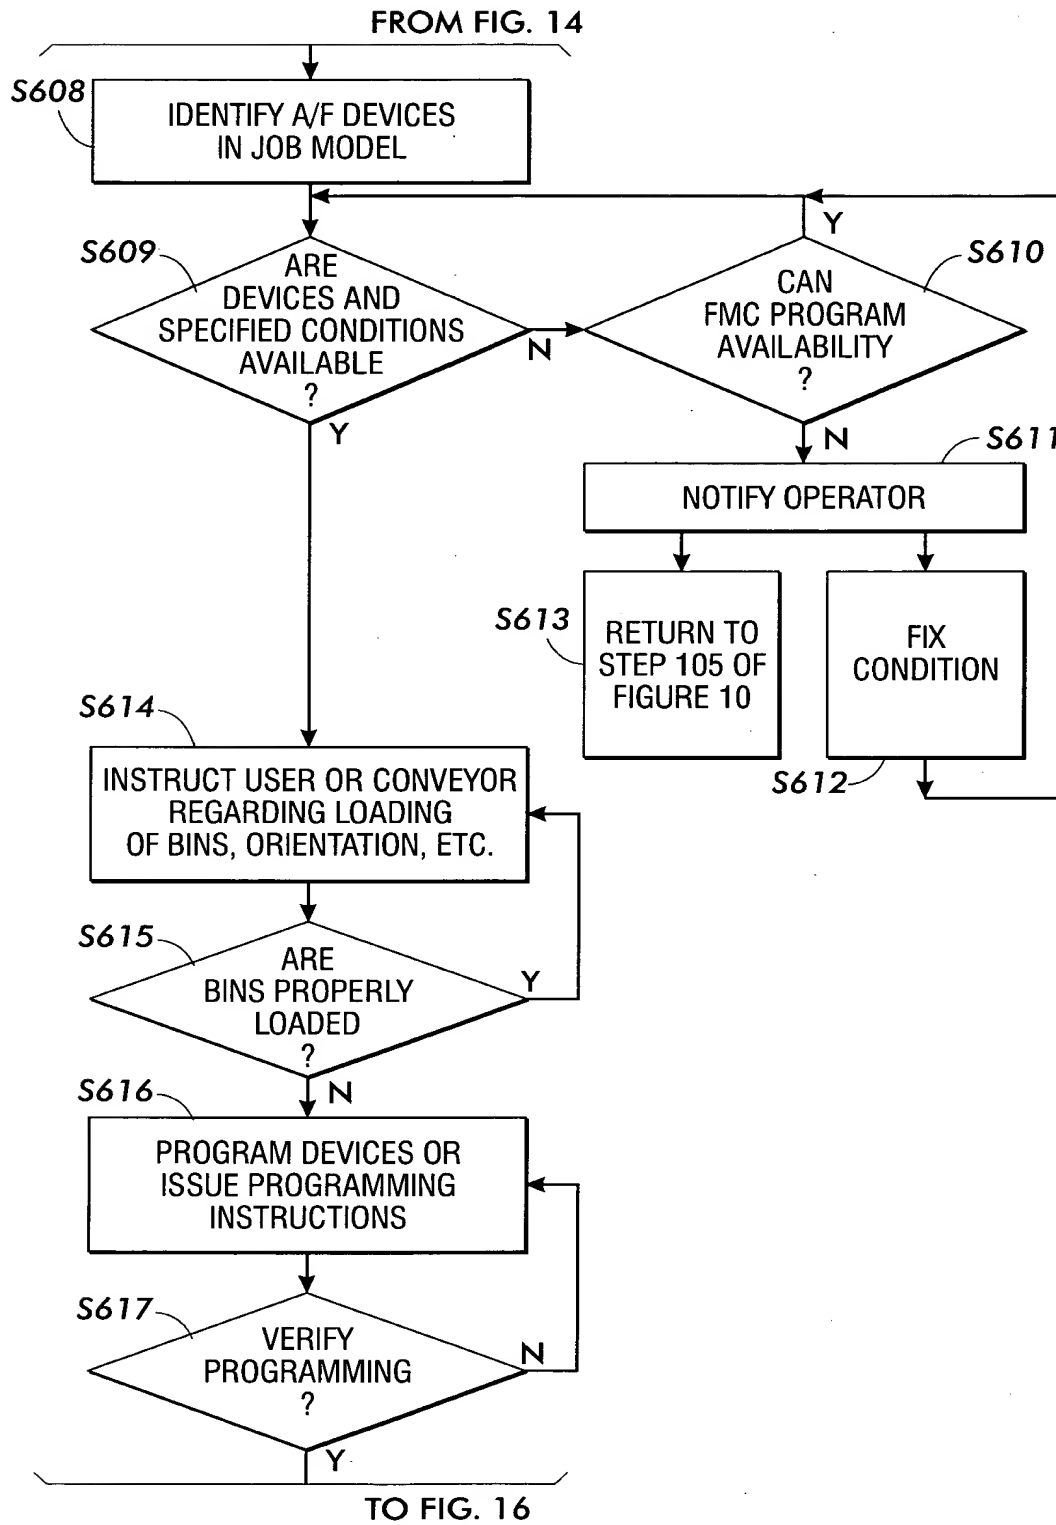 FROM FIG. 14
S608
IDENTIFY A/F DEVICES
IN JOB MODEL
S609
ARE
DEVICES AND
SPECIFIED CONDITIONS
AVAILABLE
?
N
Y
S610
CAN
FMC PROGRAM
AVAILABILITY
?
Y
N
S611
NOTIFY OPERATOR
S613
RETURN TO
STEP 105 OF
FIGURE 10
FIX
CONDITION
S612
S614
INSTRUCT USER OR CONVEYOR
REGARDING LOADING
OF BINS, ORIENTATION, ETC.
S615
ARE
BINS PROPERLY
LOADED
?
Y
N
S616
PROGRAM DEVICES OR
ISSUE PROGRAMMING
INSTRUCTIONS
S617
VERIFY
PROGRAMMING
?
N
Y
TO FIG. 16